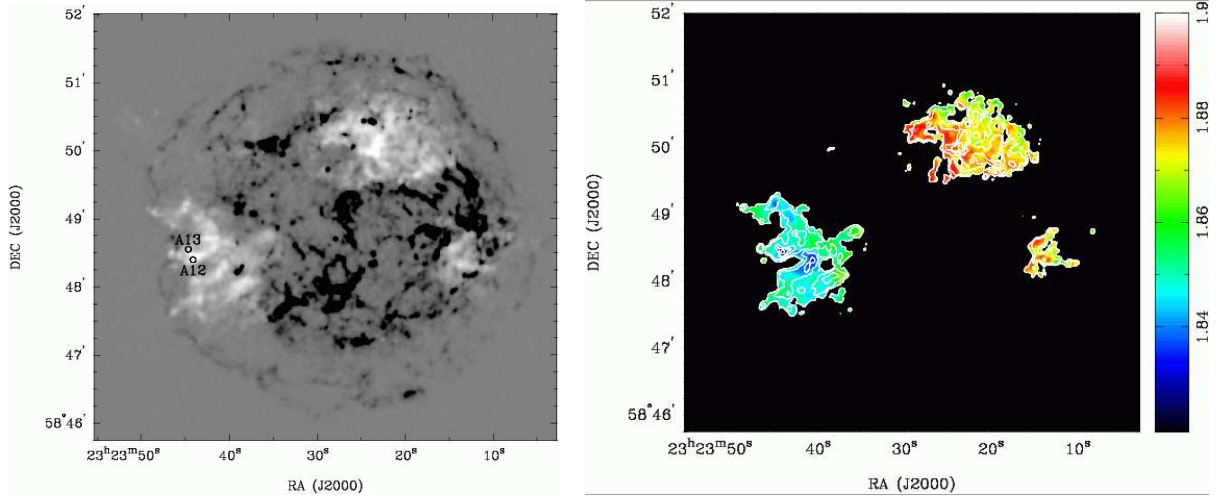 52'
51'
50'
49'
48'
47'
58° 46'
DEC (J2000)
A13
A12
23ʰ23ᵐ50ˢ
40ˢ
30ˢ
20ˢ
10ˢ
RA (J2000)
52'
51'
50'
49'
48'
47'
58° 46'
DEC (J2000)
23ʰ23ᵐ50ˢ
40ˢ
30ˢ
20ˢ
10ˢ
RA (J2000)
1.9
1.88
1.86
1.84